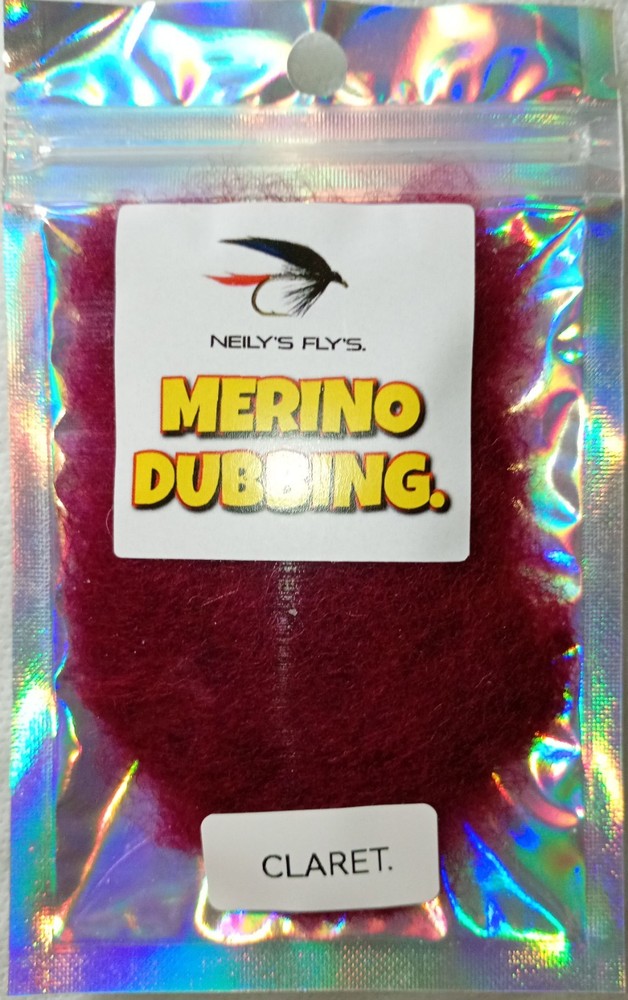 NEILY'S FLY'S.
MERINO
DUBBING.
CLARET.